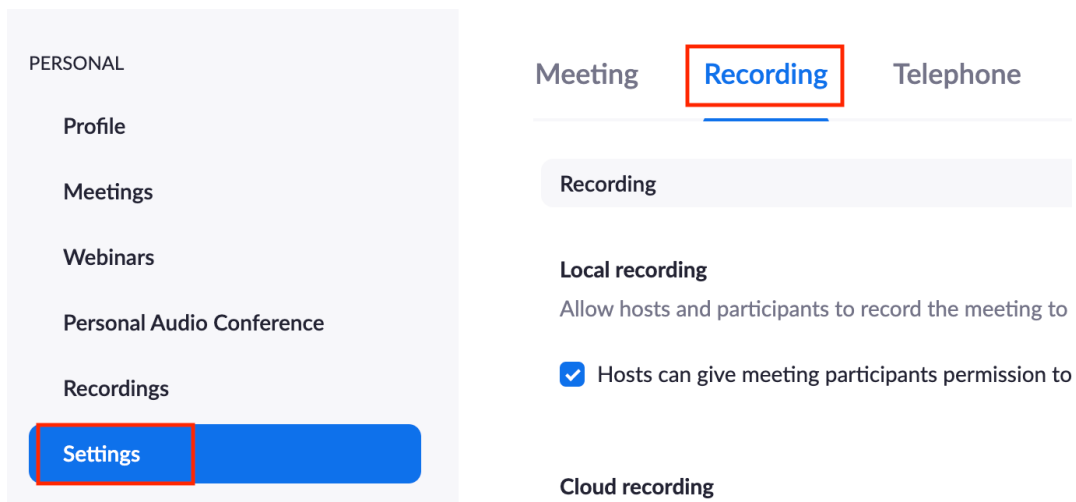 PERSONAL
Profile
Meetings
Webinars
Personal Audio Conference
Recordings
Settings
Meeting Recording Telephone
Recording
Local recording
Allow hosts and participants to record the meeting to
Hosts can give meeting participants permission to
Cloud recording